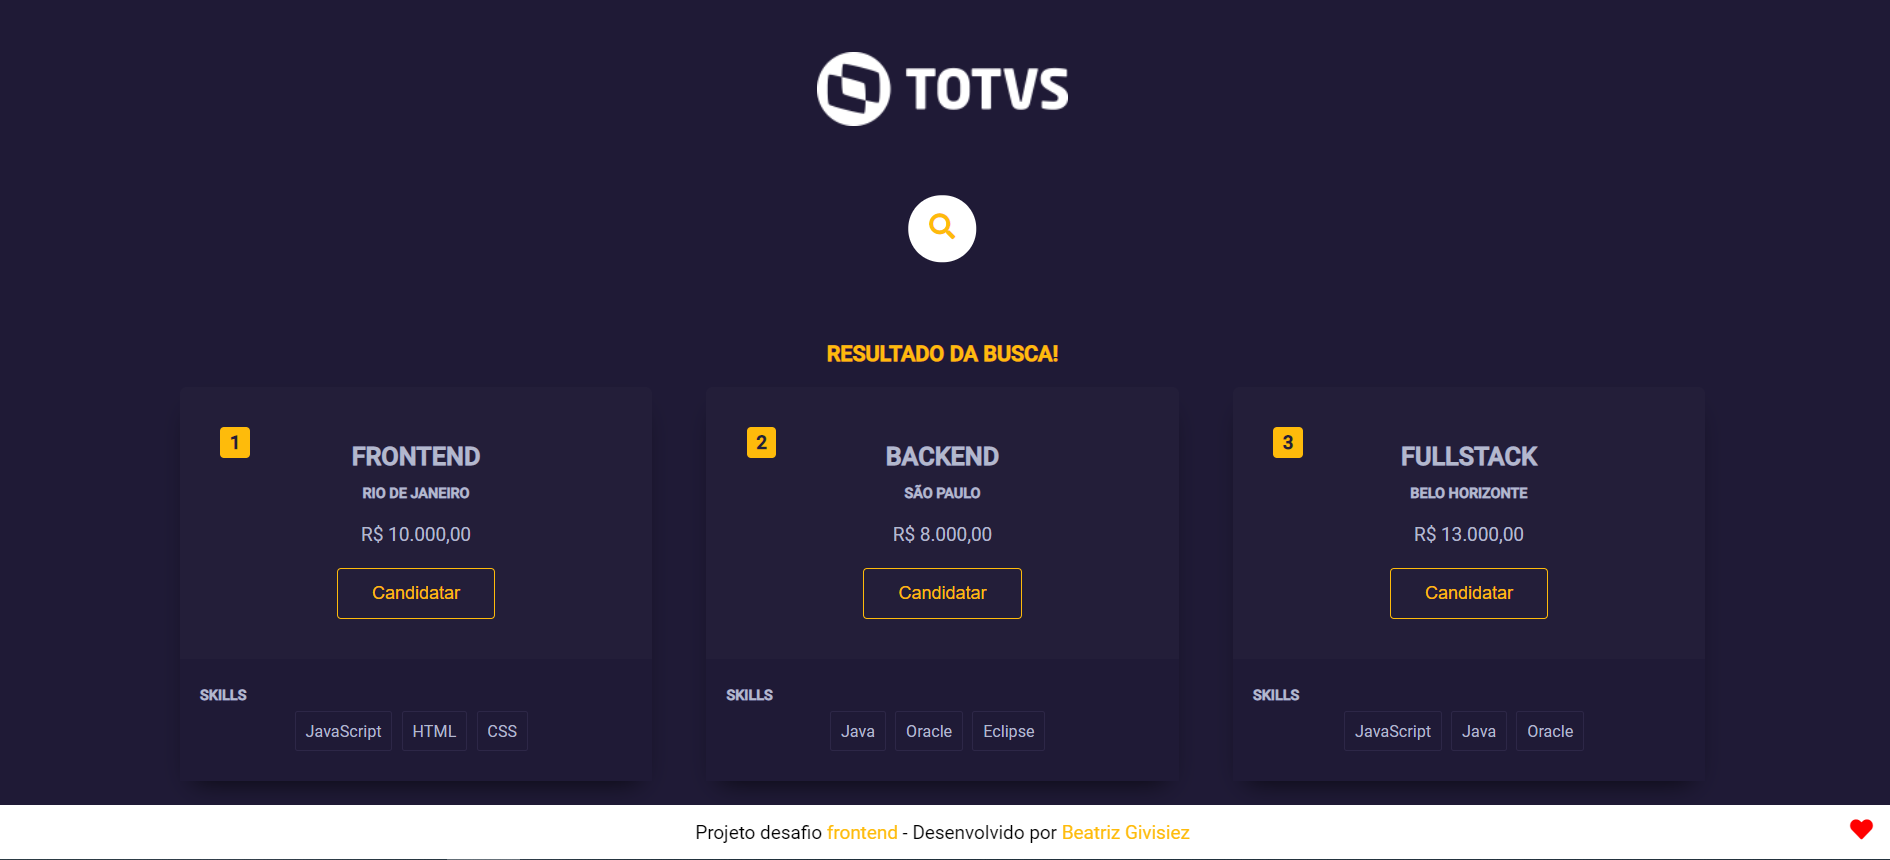 TOTVS
RESULTADO DA BUSCA!
1
FRONTEND
RIO DE JANEIRO
R$ 10.000,00
Candidatar
SKILLS
JavaScript HTML CSS
2
BACKEND
SÃO PAULO
R$ 8.000,00
Candidatar
SKILLS
Java Oracle Eclipse
3
FULLSTACK
BELO HORIZONTE
R$ 13.000,00
Candidatar
SKILLS
JavaScript Java Oracle
Projeto desafio frontend - Desenvolvido por Beatriz Givisiez